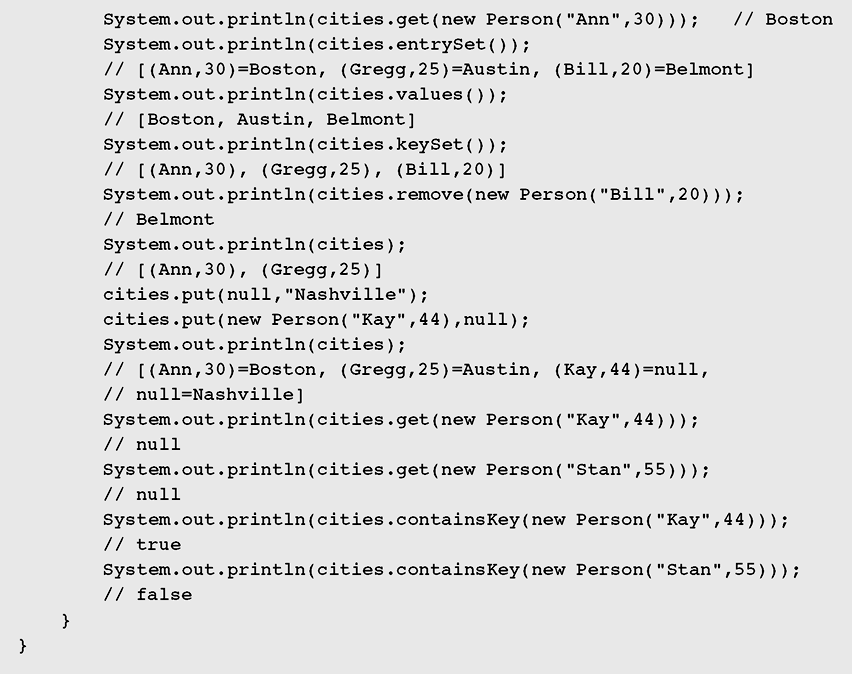 System.out.println(cities.get(new Person("Ann",30)));   // Boston
System.out.println(cities.entrySet());
// [(Ann,30)=Boston, (Gregg,25)=Austin, (Bill,20)=Belmont]
System.out.println(cities.values());
// [Boston, Austin, Belmont]
System.out.println(cities.keySet());
// [(Ann,30), (Gregg,25), (Bill,20)]
System.out.println(cities.remove(new Person("Bill",20)));
// Belmont
System.out.println(cities);
// [(Ann,30), (Gregg,25)]
cities.put(null,"Nashville");
cities.put(new Person("Kay",44),null);
System.out.println(cities);
// [(Ann,30)=Boston, (Gregg,25)=Austin, (Kay,44)=null,
// null=Nashville]
System.out.println(cities.get(new Person("Kay",44)));
// null
System.out.println(cities.get(new Person("Stan",55)));
// null
System.out.println(cities.containsKey(new Person("Kay",44)));
// true
System.out.println(cities.containsKey(new Person("Stan",55)));
// false
}
}